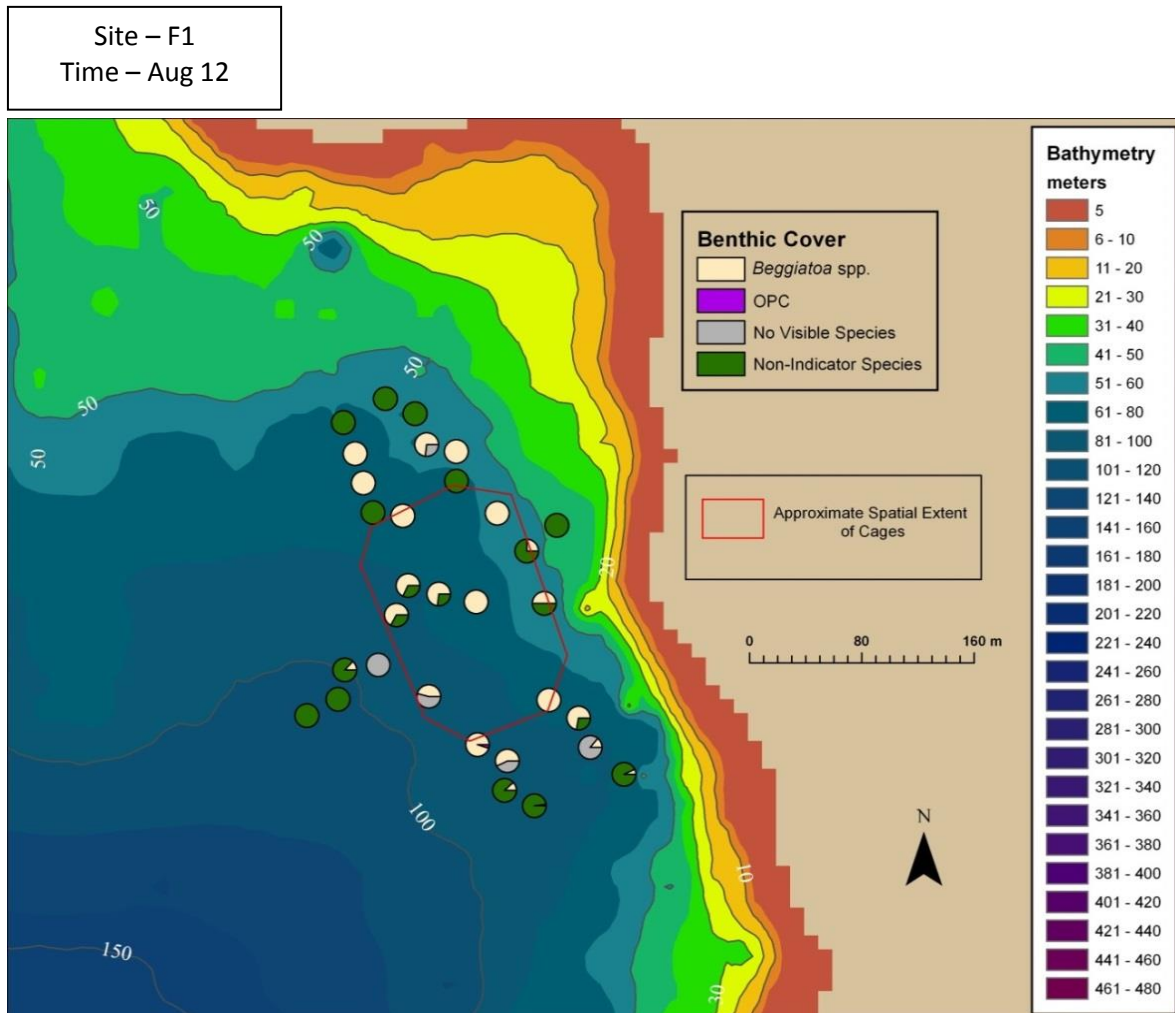 Site – F1
Time – Aug 12
Bathymetry
meters
5
6 - 10
11 - 20
21 - 30
31 - 40
41 - 50
51 - 60
61 - 80
81 - 100
101 - 120
121 - 140
141 - 160
161 - 180
181 - 200
201 - 220
221 - 240
241 - 260
261 - 280
281 - 300
301 - 320
321 - 340
341 - 360
361 - 380
381 - 400
401 - 420
421 - 440
441 - 460
461 - 480
Benthic Cover
Beggiatoa spp.
OPC
No Visible Species
Non-Indicator Species
Approximate Spatial Extent
of Cages
0 80 160 m
N
50
50
50
50
50
20
100
10
150
30